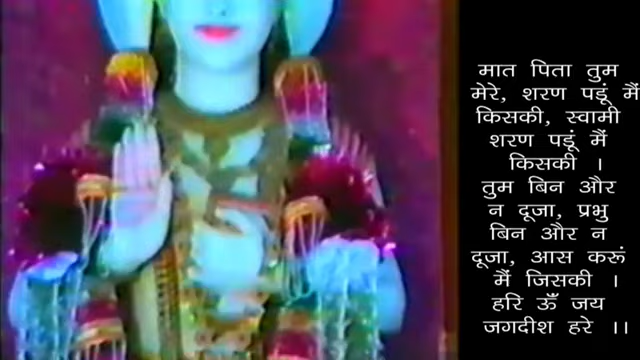 मात पिता तुम
मेरे, शरण पडूं मैं
किसकी, स्वामी
शरण पडूं मैं
किसकी ।
तुम बिन और
न दूजा, प्रभु
बिन और न
दूजा, आस करूं
मैं जिसकी ।
हरि ऊँ जय
जगदीश हरे ।।